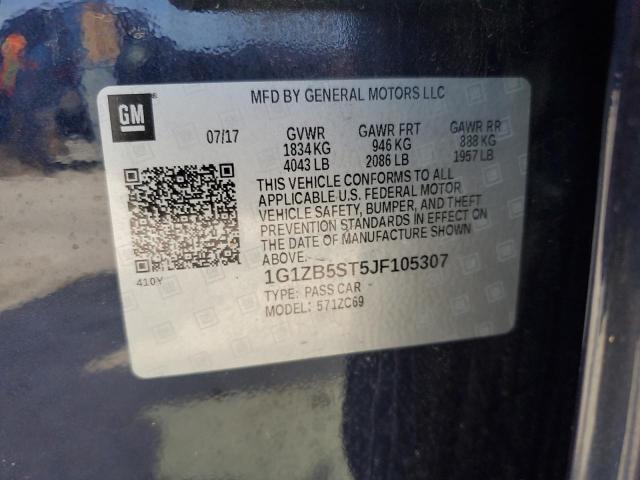 MFD BY GENERAL MOTORS LLC
GM
07/17 GVWR GAWR FRT GAWR RR
1834 KG 946 KG 888 KG
4043 LB 2086 LB 1957 LB
THIS VEHICLE CONFORMS TO ALL
APPLICABLE U.S. FEDERAL MOTOR
VEHICLE SAFETY, BUMPER, AND THEFT
PREVENTION STANDARDS IN EFFECT ON
THE DATE OF MANUFACTURE SHOWN
ABOVE.
410Y
1G1ZB5ST5JF105307
TYPE: PASS CAR
MODEL: 571ZC69